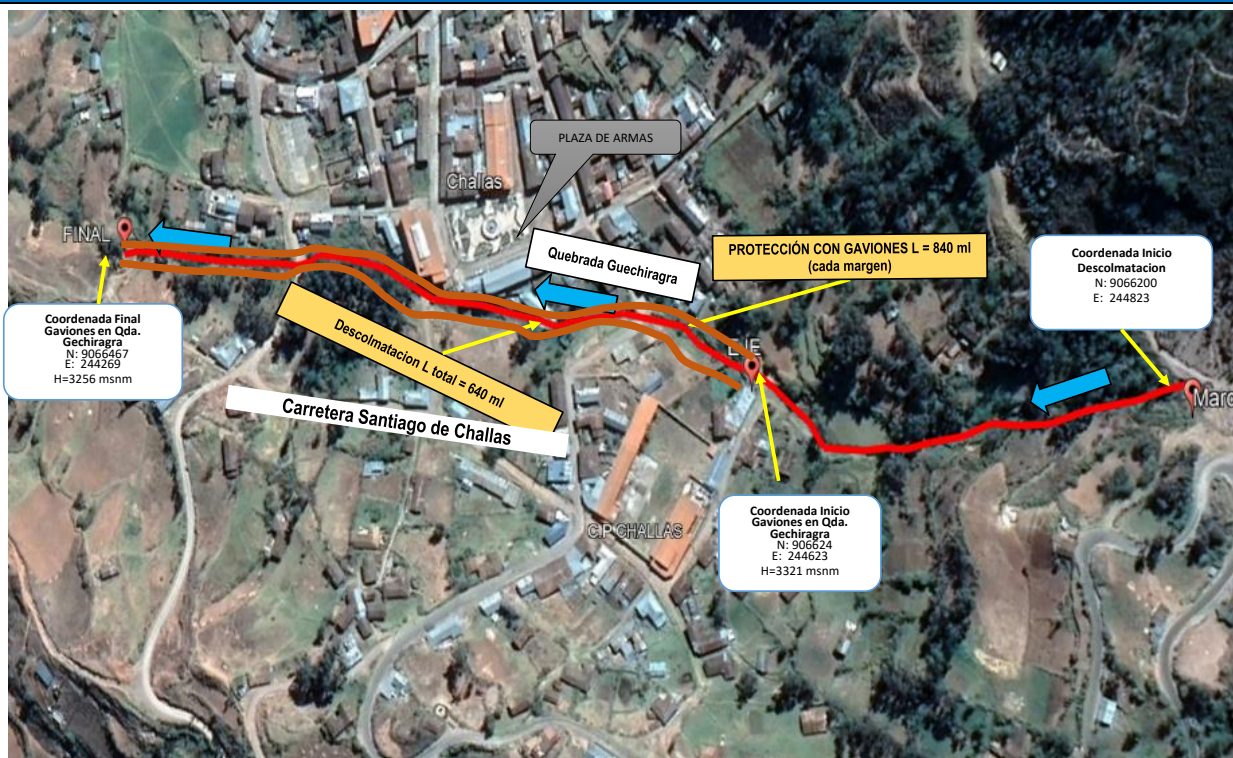 PLAZA DE ARMAS
Challas
FINAL
Quebrada Guechiragra
PROTECCIÓN CON GAVIONES L = 840 ml
(cada margen)
Coordenada Inicio
Descolmatacion
N: 9066200
E: 244823
Coordenada Final
Gaviones en Qda.
Gechiragra
N: 9066467
E: 244269
H=3256 msnm
Descolmatacion L total = 640 ml
EJE
Marc
Carretera Santiago de Challas
C.P CHALLAS
Coordenada Inicio
Gaviones en Qda.
Gechiragra
N: 906624
E: 244623
H=3321 msnm